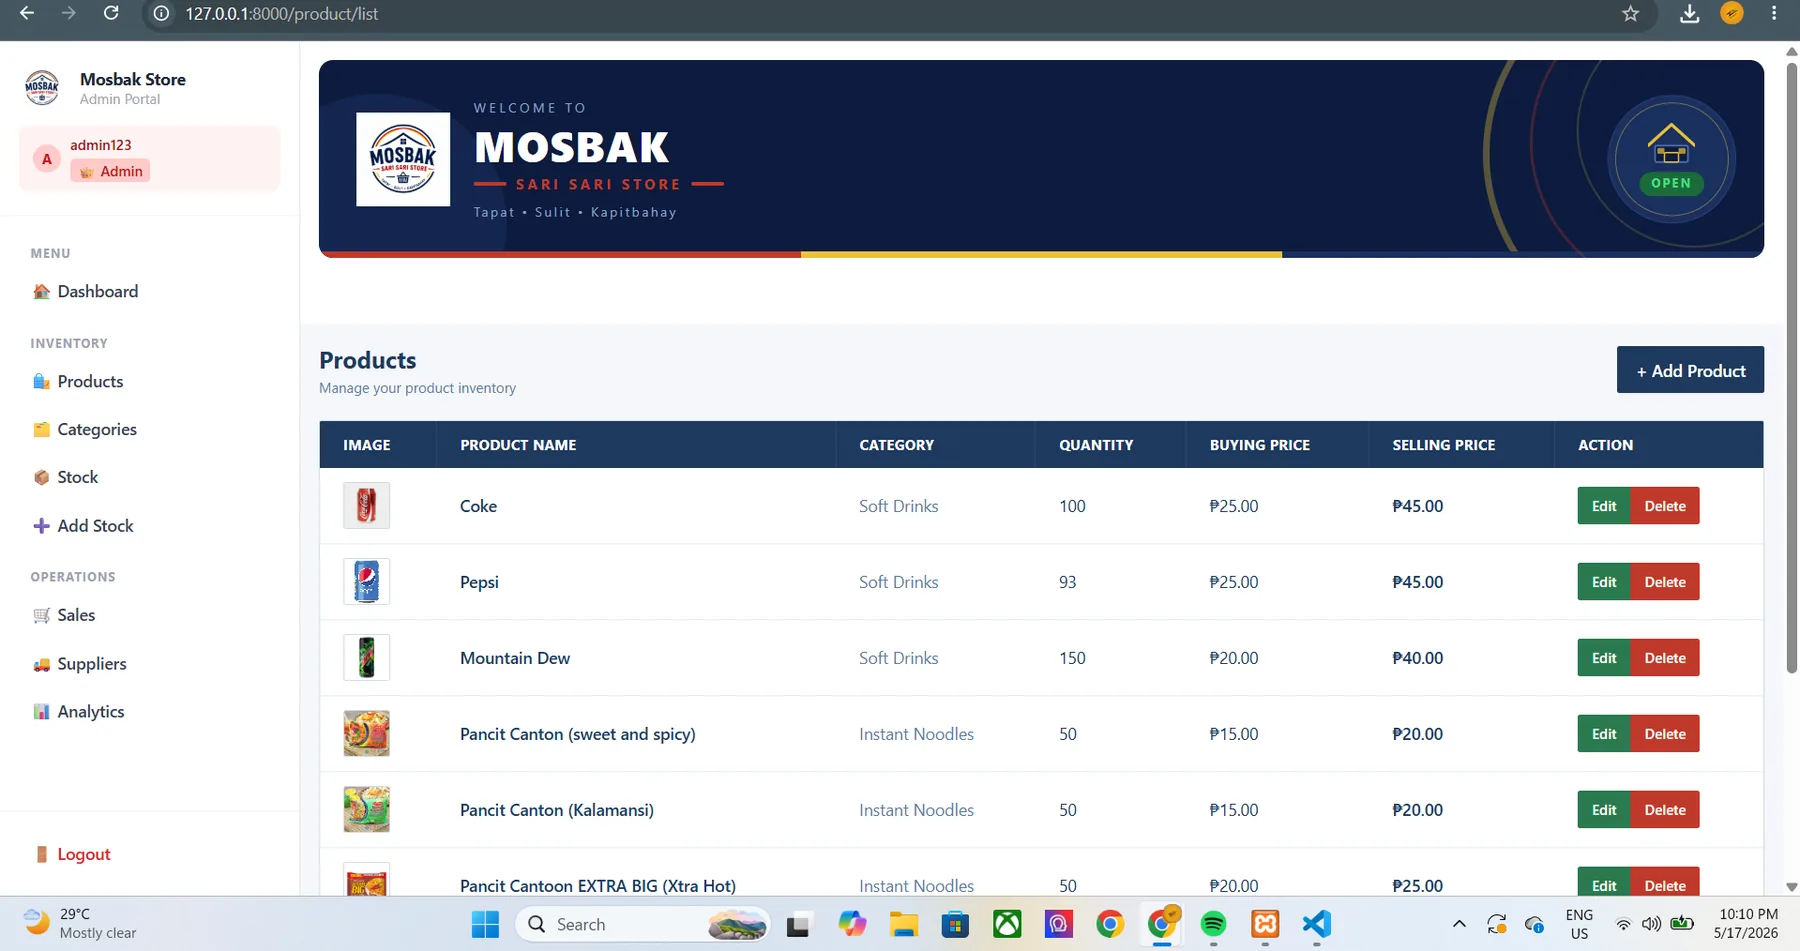 127.0.0.1:8000/product/list
Mosbak Store
Admin Portal
A
admin123
Admin
MENU
Dashboard
INVENTORY
Products
Categories
Stock
Add Stock
OPERATIONS
Sales
Suppliers
Analytics
Logout
MOSBAK
SARI SARI STORE
WELCOME TO
MOSBAK
SARI SARI STORE
Tapat • Sulit • Kapitbahay
OPEN
Products
Manage your product inventory
+ Add Product
IMAGE PRODUCT NAME CATEGORY QUANTITY BUYING PRICE SELLING PRICE ACTION
Coke Soft Drinks 100 ₱25.00 ₱45.00 Edit Delete
Pepsi Soft Drinks 93 ₱25.00 ₱45.00 Edit Delete
Mountain Dew Soft Drinks 150 ₱20.00 ₱40.00 Edit Delete
Pancit Canton (sweet and spicy) Instant Noodles 50 ₱15.00 ₱20.00 Edit Delete
Pancit Canton (Kalamansi) Instant Noodles 50 ₱15.00 ₱20.00 Edit Delete
Pancit Cantoon EXTRA BIG (Xtra Hot) Instant Noodles 50 ₱20.00 ₱25.00 Edit Delete
29°C
Mostly clear
Search
ENG
US
10:10 PM
5/17/2026